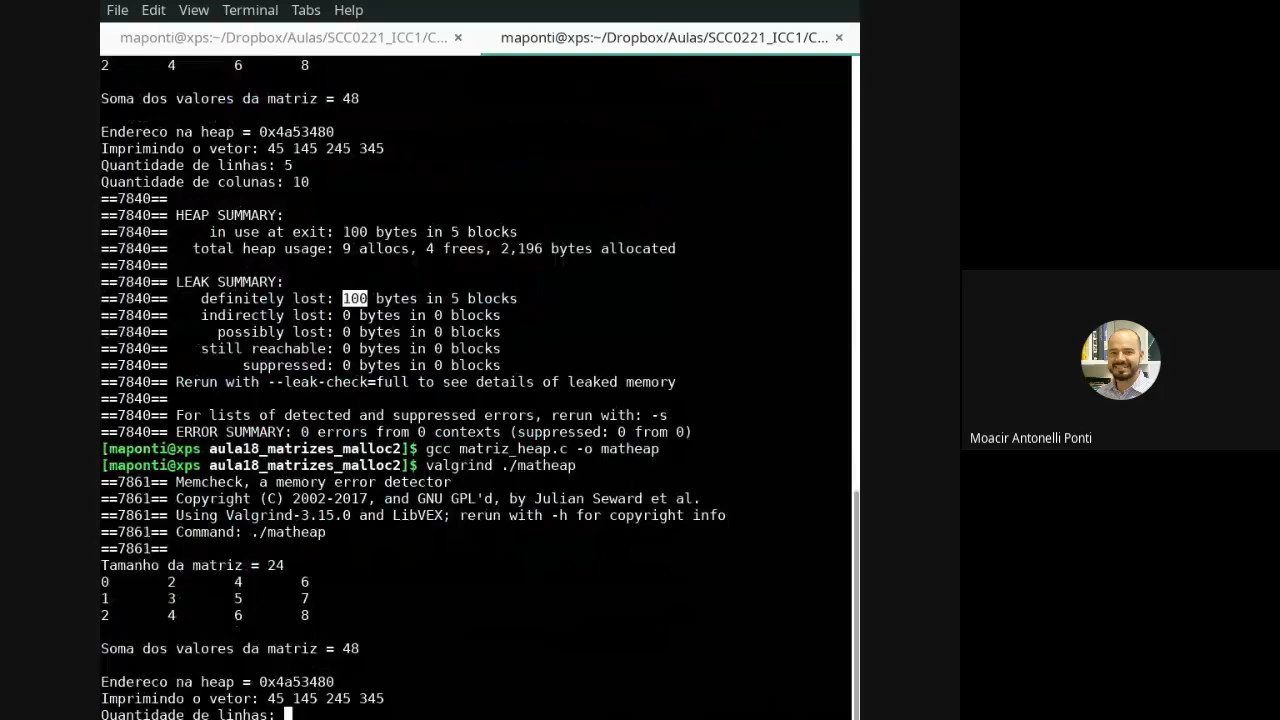 File Edit View Terminal Tabs Help
maponti@xps:~/Dropbox/Aulas/SCC0221_ICC1/C... × maponti@xps:~/Dropbox/Aulas/SCC0221_ICC1/C... ×
2 4 6 8
Soma dos valores da matriz = 48
Endereco na heap = 0x4a53480
Imprimindo o vetor: 45 145 245 345
Quantidade de linhas: 5
Quantidade de colunas: 10
==7840==
==7840== HEAP SUMMARY:
==7840== in use at exit: 100 bytes in 5 blocks
==7840== total heap usage: 9 allocs, 4 frees, 2,196 bytes allocated
==7840==
==7840== LEAK SUMMARY:
==7840== definitely lost: 100 bytes in 5 blocks
==7840== indirectly lost: 0 bytes in 0 blocks
==7840== possibly lost: 0 bytes in 0 blocks
==7840== still reachable: 0 bytes in 0 blocks
==7840== suppressed: 0 bytes in 0 blocks
==7840== Rerun with --leak-check=full to see details of leaked memory
==7840==
==7840== For lists of detected and suppressed errors, rerun with: -s
==7840== ERROR SUMMARY: 0 errors from 0 contexts (suppressed: 0 from 0)
[maponti@xps aula18_matrizes_malloc2]$ gcc matriz_heap.c -o matheap
[maponti@xps aula18_matrizes_malloc2]$ valgrind ./matheap
==7861== Memcheck, a memory error detector
==7861== Copyright (C) 2002-2017, and GNU GPL'd, by Julian Seward et al.
==7861== Using Valgrind-3.15.0 and LibVEX; rerun with -h for copyright info
==7861== Command: ./matheap
==7861==
Tamanho da matriz = 24
0 2 4 6
1 3 5 7
2 4 6 8
Soma dos valores da matriz = 48
Endereco na heap = 0x4a53480
Imprimindo o vetor: 45 145 245 345
Quantidade de linhas:
Moacir Antonelli Ponti